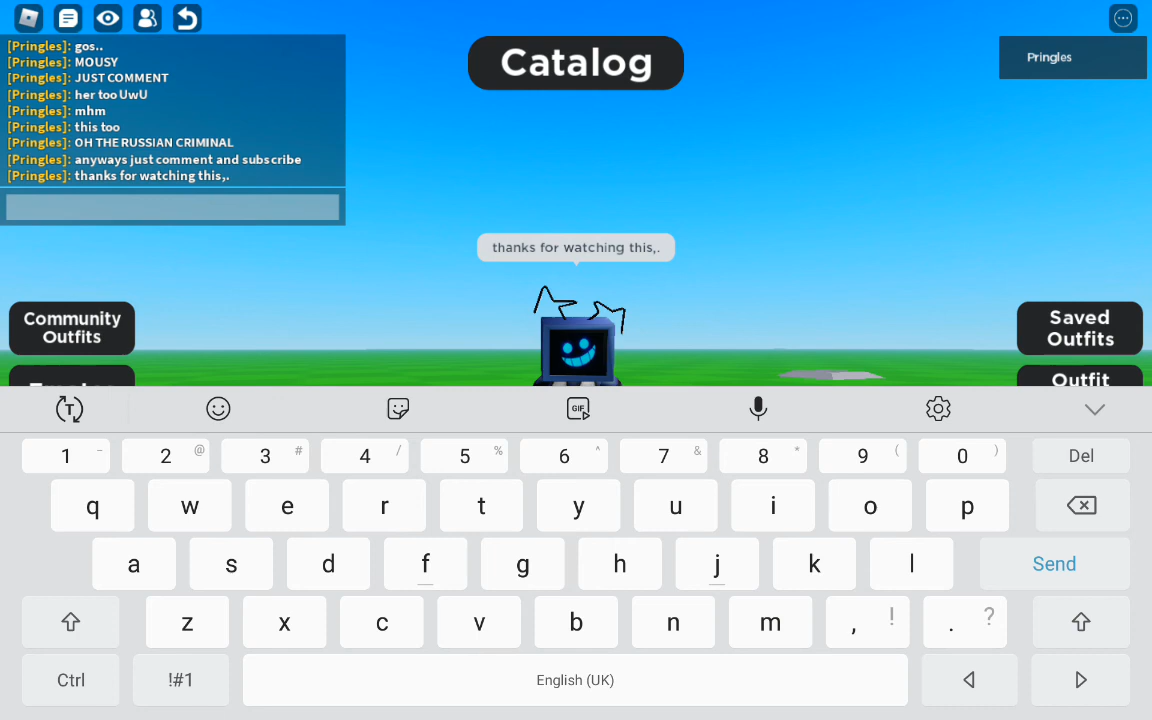 [Pringles]: gos..
[Pringles]: MOUSY
[Pringles]: JUST COMMENT
[Pringles]: her too UwU
[Pringles]: mhm
[Pringles]: this too
[Pringles]: OH THE RUSSIAN CRIMINAL
[Pringles]: anyways just comment and subscribe
[Pringles]: thanks for watching this,.
Catalog
Pringles
thanks for watching this,.
Community
Outfits
Saved
Outfits
Outfit
T
GIF
1 - 2 @ 3 # 4 / 5 % 6 ^ 7 & 8 * 9 ( 0 ) Del
q w e r t y u i o p
a s d f g h j k l Send
z x c v b n m , ! . ?
Ctrl !#1 English (UK)